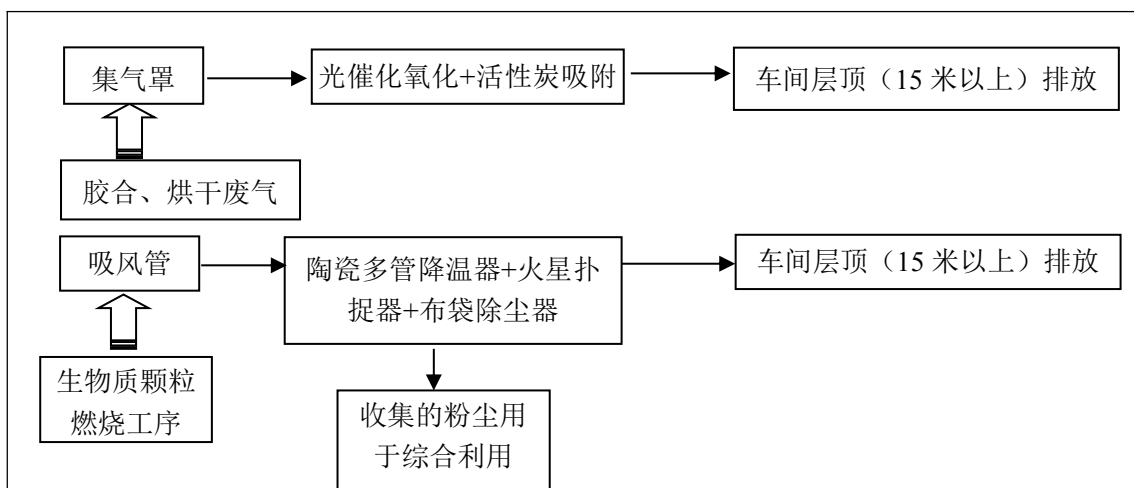 集气罩
光催化氧化+活性炭吸附
车间层顶（15 米以上）排放
胶合、烘干废气
吸风管
陶瓷多管降温器+火星扑
捉器+布袋除尘器
车间层顶（15 米以上）排放
生物质颗粒
燃烧工序
收集的粉尘用
于综合利用